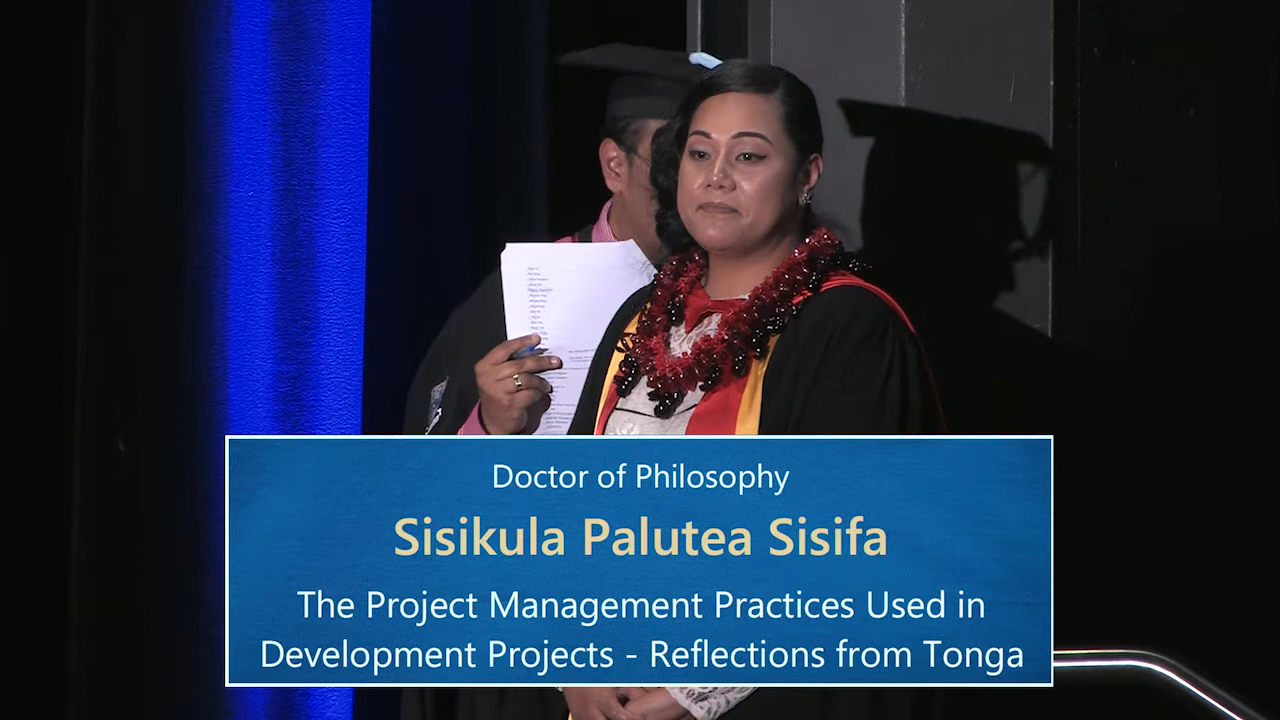 Doctor of Philosophy
Sisikula Palutea Sisifa
The Project Management Practices Used in
Development Projects - Reflections from Tonga